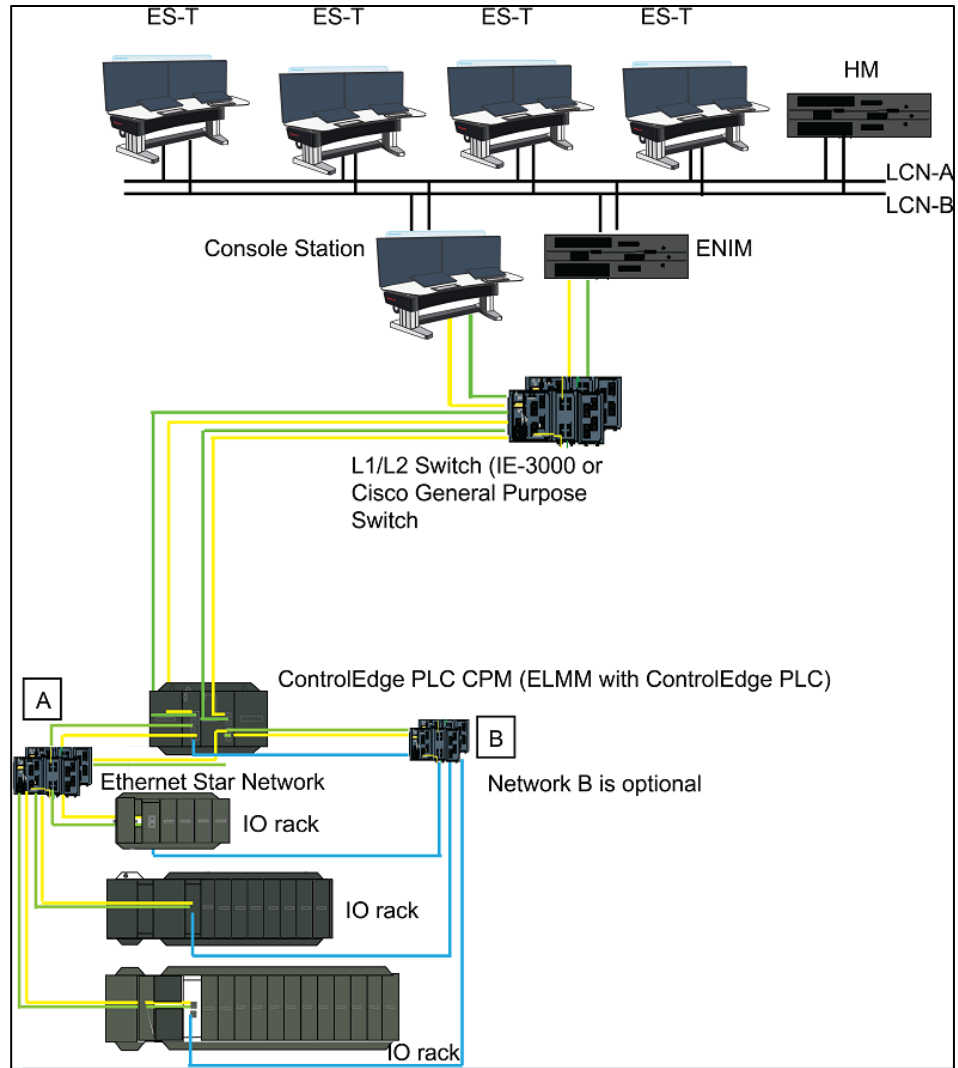 ES-T
ES-T
ES-T
ES-T
HM
LCN-A
LCN-B
Console Station
ENIM
L1/L2 Switch (IE-3000 or
Cisco General Purpose
Switch
ControlEdge PLC CPM (ELMM with ControlEdge PLC)
A
B
Ethernet Star Network
Network B is optional
IO rack
IO rack
IO rack